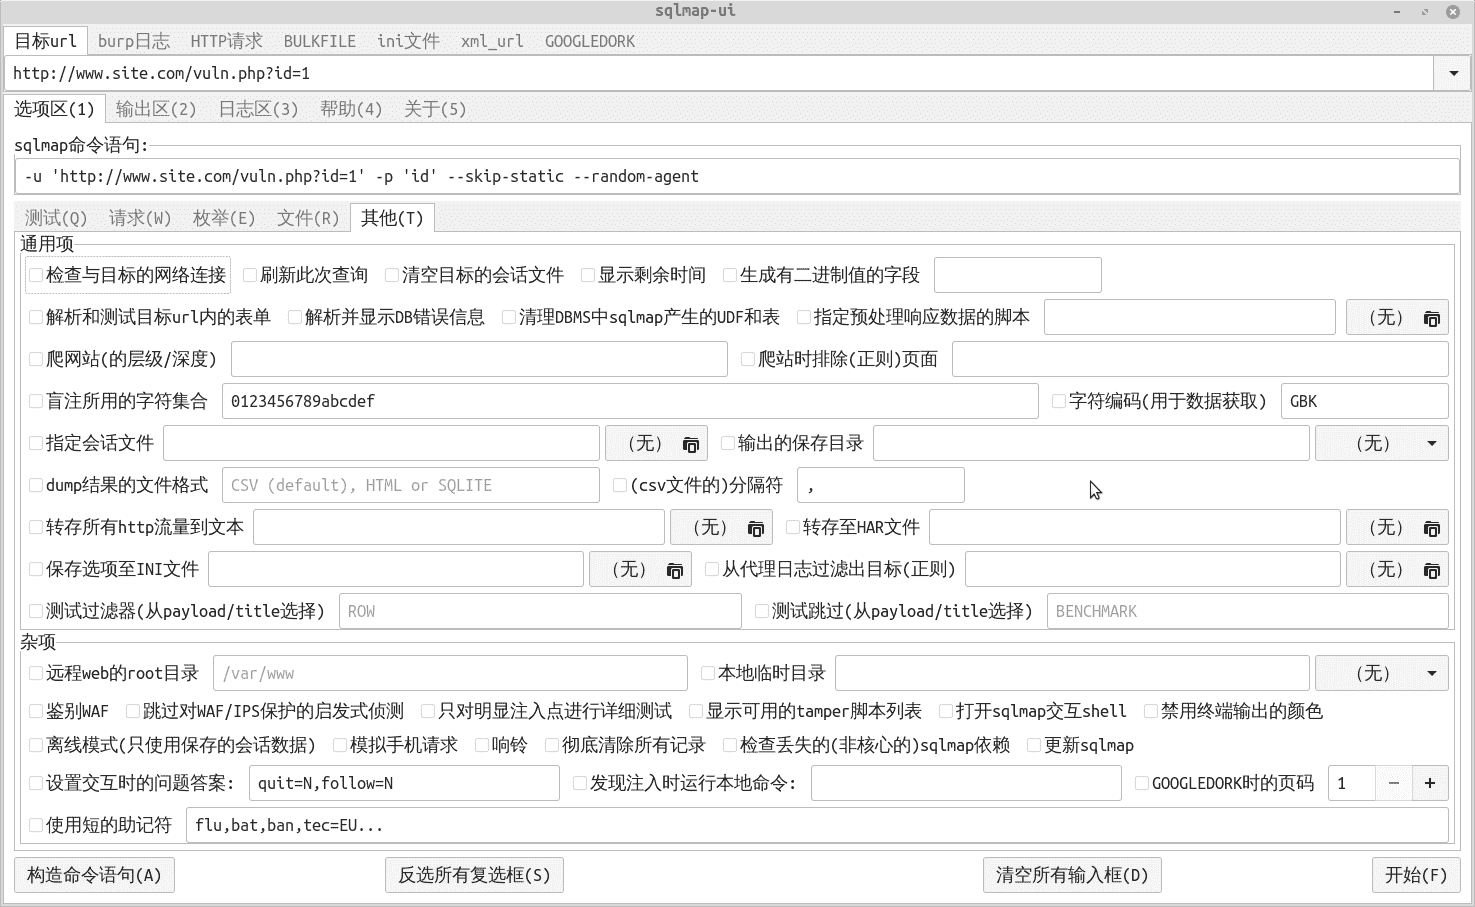 sqlmap-ui
目标url burp日志 HTTP请求 BULKFILE ini文件 xml_url GOOGLEDORK
http://www.site.com/vuln.php?id=1
选项区(1) 输出区(2) 日志区(3) 帮助(4) 关于(5)
sqlmap命令语句:
-u 'http://www.site.com/vuln.php?id=1' -p 'id' --skip-static --random-agent
测试(Q) 请求(W) 枚举(E) 文件(R) 其他(T)
通用项
检查与目标的网络连接 刷新此次查询 清空目标的会话文件 显示剩余时间 生成有二进制值的字段
解析和测试目标url内的表单 解析并显示DB错误信息 清理DBMS中sqlmap产生的UDF和表 指定预处理响应数据的脚本 (无)
爬网站(的层级/深度) 爬站时排除(正则)页面
盲注所用的字符集合 0123456789abcdef 字符编码(用于数据获取) GBK
指定会话文件 (无) 输出的保存目录 (无)
dump结果的文件格式 CSV (default), HTML or SQLITE (csv文件的)分隔符 ,
转存所有http流量到文本 (无) 转存至HAR文件 (无)
保存选项至INI文件 (无) 从代理日志过滤出目标(正则) (无)
测试过滤器(从payload/title选择) ROW 测试跳过(从payload/title选择) BENCHMARK
杂项
远程web的root目录 /var/www 本地临时目录 (无)
鉴别WAF 跳过对WAF/IPS保护的启发式侦测 只对明显注入点进行详细测试 显示可用的tamper脚本列表 打开sqlmap交互shell 禁用终端输出的颜色
离线模式(只使用保存的会话数据) 模拟手机请求 响铃 彻底清除所有记录 检查丢失的(非核心的)sqlmap依赖 更新sqlmap
设置交互时的问题答案: quit=N,follow=N 发现注入时运行本地命令: GOOGLEDORK时的页码 1 − +
使用短的助记符 flu,bat,ban,tec=EU...
构造命令语句(A) 反选所有复选框(S) 清空所有输入框(D) 开始(F)